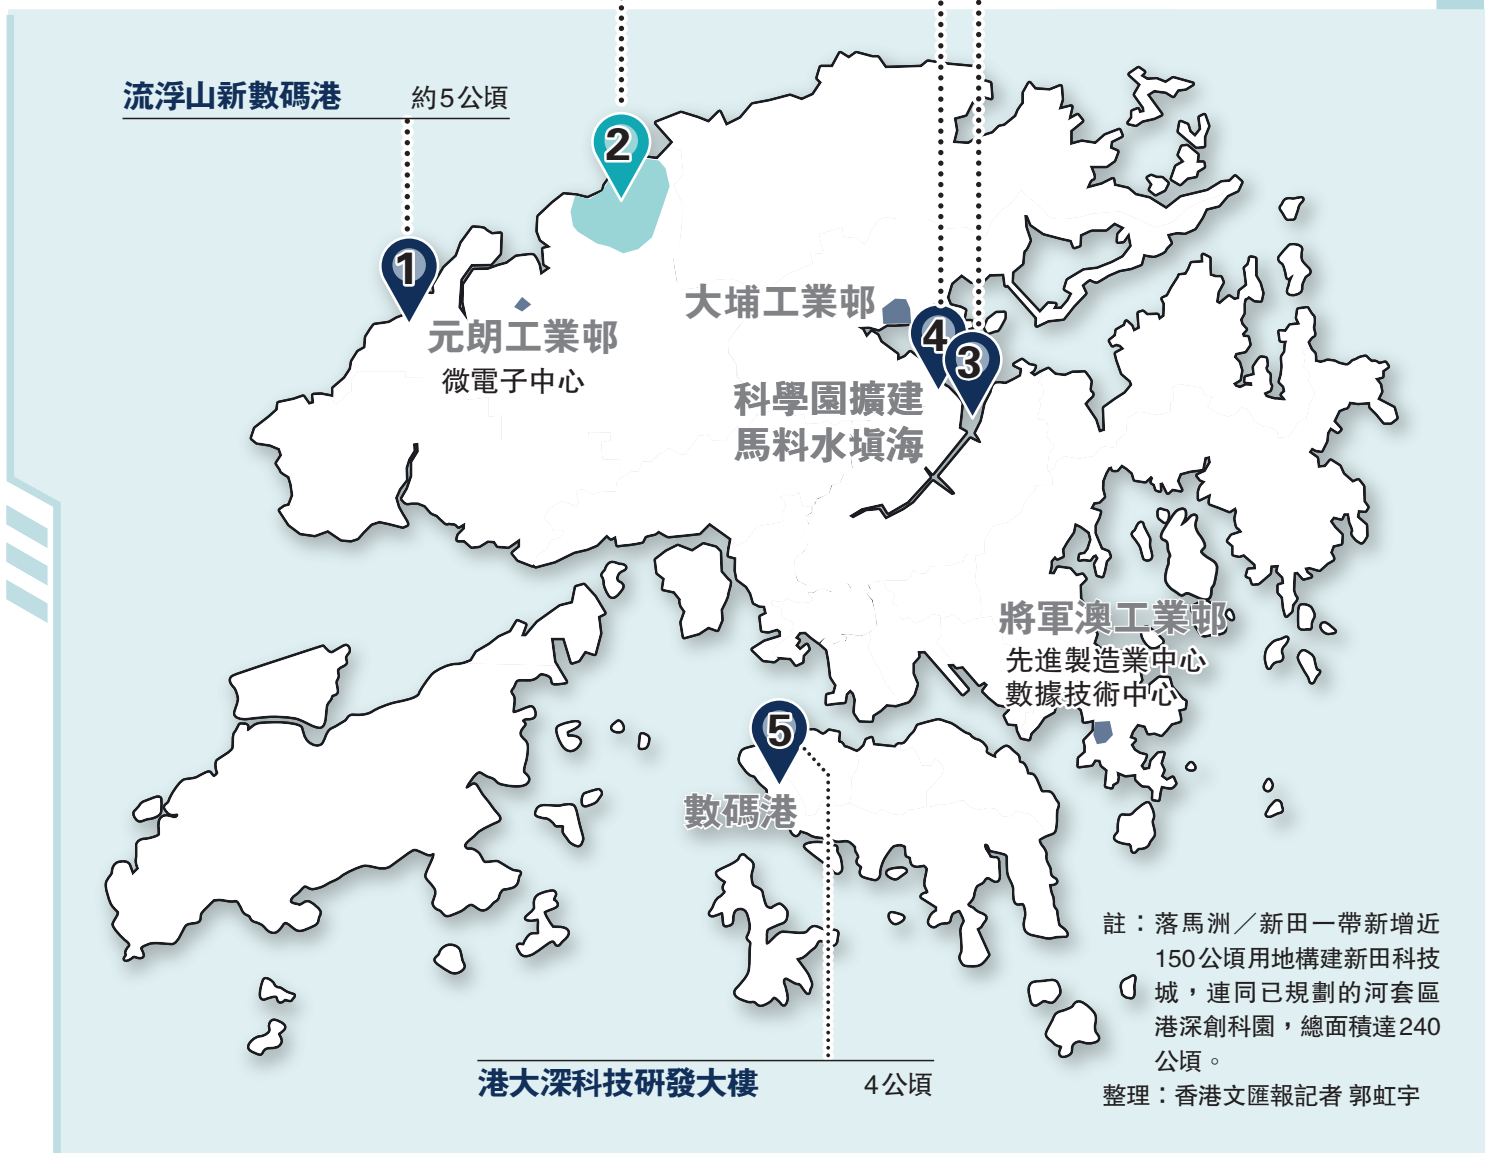 流浮山新數碼港 約5公頃
2
1
大埔工業邨
元朗工業邨
微電子中心
4
3
科學園擴建
馬料水填海
將軍澳工業邨
先進製造業中心
數據技術中心
5
數碼港
註：落馬洲／新田一帶新增近
150公頃用地構建新田科技
城，連同已規劃的河套區
港深創科園，總面積達240
公頃。
整理：香港文匯報記者 郭虹宇
港大深科技研發大樓 4公頃